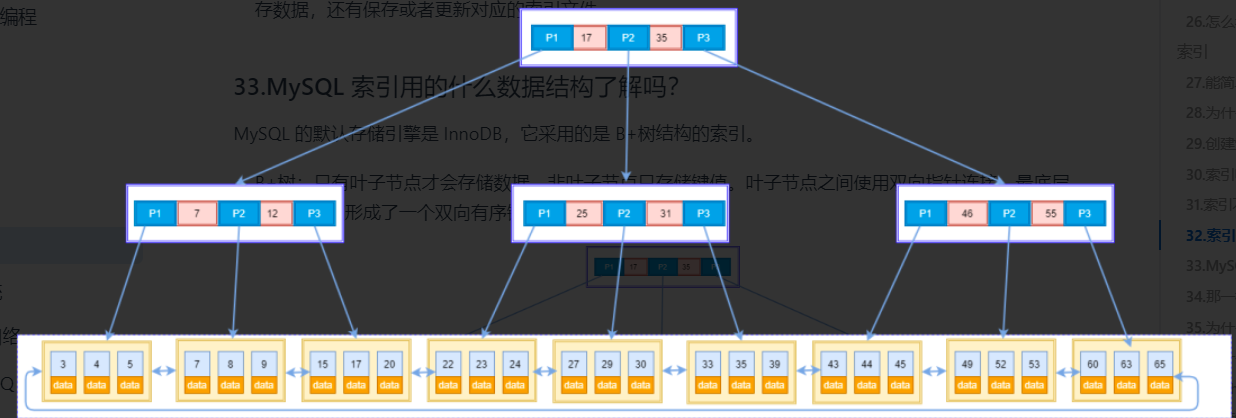 编程
存数据，还有保存或者更新对应的索引文件
26.怎么
P1 17 P2 35 P3
索引
33.MySQL 索引用的什么数据结构了解吗？
27.能简
28.为什
MySQL 的默认存储引擎是 InnoDB，它采用的是 B+树结构的索引。
29.创建
30.索引
B+树：只有叶子节点才会存储数据，非叶子节点只存储键值。叶子节点之间使用双向指针连接，最底层
31.索引
P1 7 P2 12 P3
形成了一个双向有序
P1 25 P2 31 P3
P1 46 P2 55 P3
32.索引
P1 17 P2 35 P3
33.MyS
34.那一
35.为什
络
3 4 5 7 8 9 15 17 20 22 23 24 27 29 30 33 35 39 43 44 45 49 52 53 60 63 65
data data data data data data data data data data data data data data data data data data data data data data data data data data data